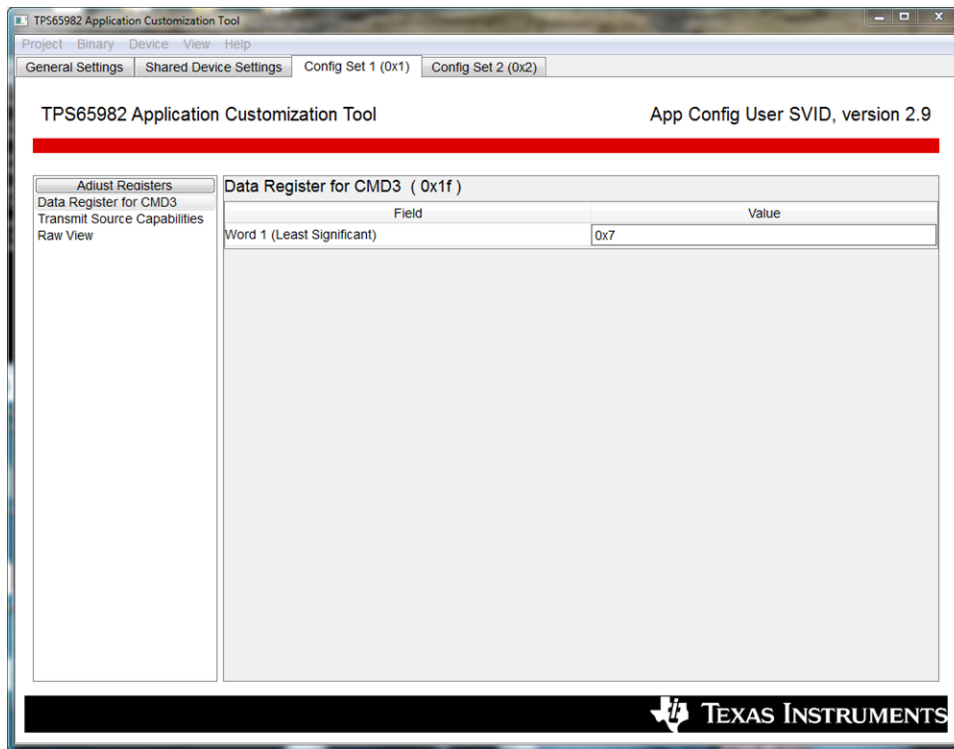 TPS65982 Application Customization Tool
Project Binary Device View Help
General Settings Shared Device Settings Config Set 1 (0x1) Config Set 2 (0x2)
TPS65982 Application Customization Tool App Config User SVID, version 2.9
Adjust Registers
Data Register for CMD3
Transmit Source Capabilities
Raw View
Data Register for CMD3 ( 0x1f )
Field Value
Word 1 (Least Significant) 0x7
TEXAS INSTRUMENTS